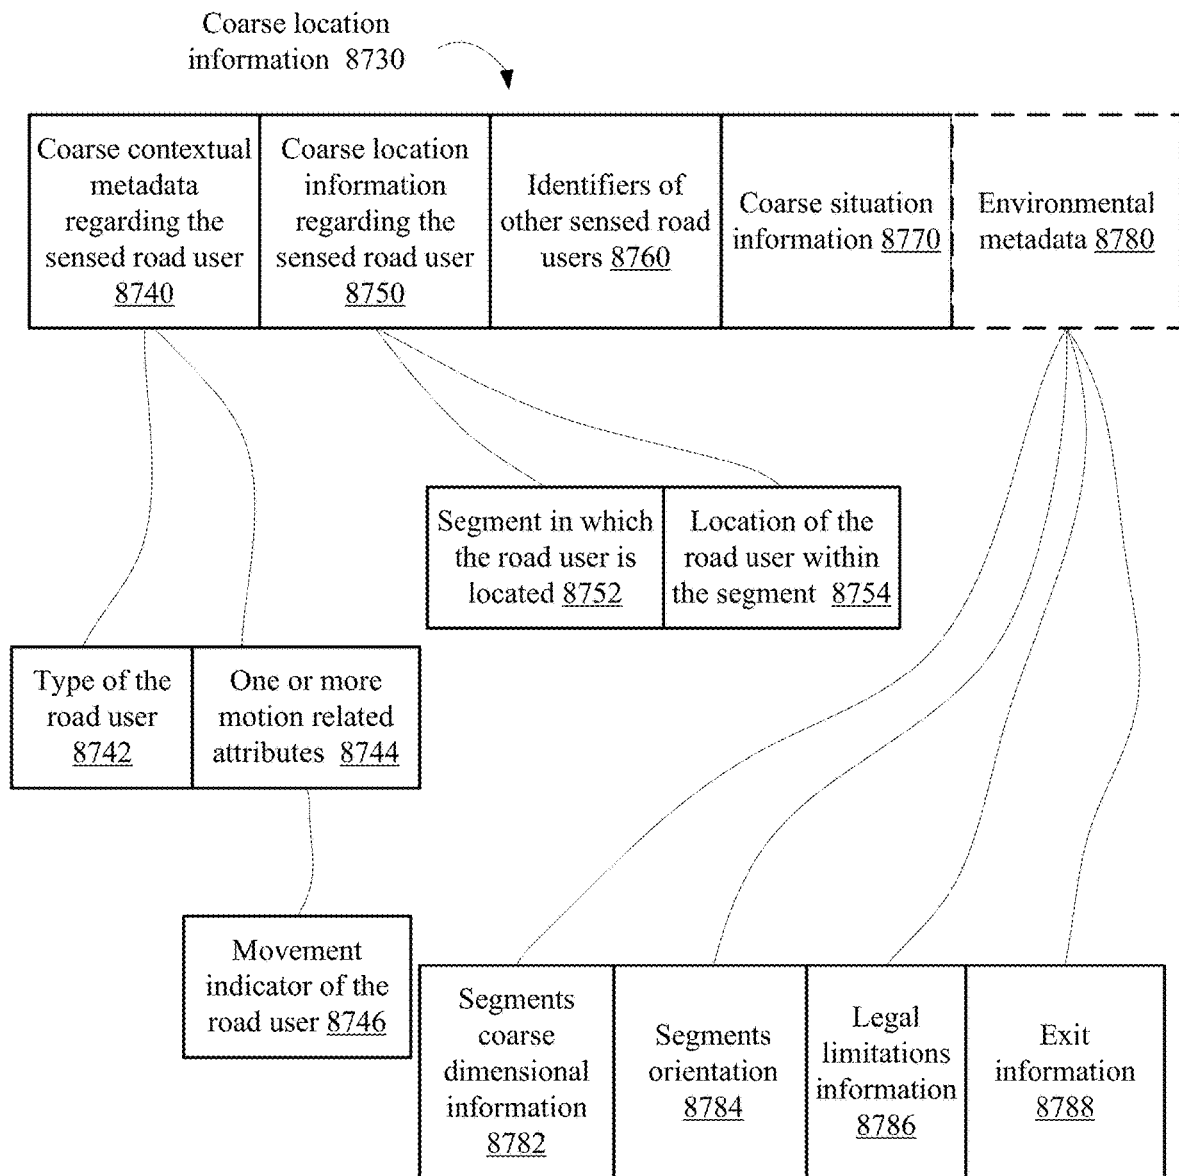 Coarse location
information 8730
Coarse contextual
metadata
regarding the
sensed road user
8740
Coarse location
information
regarding the
sensed road user
8750
Identifiers of
other sensed road
users 8760
Coarse situation
information 8770
Environmental
metadata 8780
Segment in which
the road user is
located 8752
Location of the
road user within
the segment 8754
Type of the
road user
8742
One or more
motion related
attributes 8744
Movement
indicator of the
road user 8746
Segments
coarse
dimensional
information
8782
Segments
orientation
8784
Legal
limitations
information
8786
Exit
information
8788